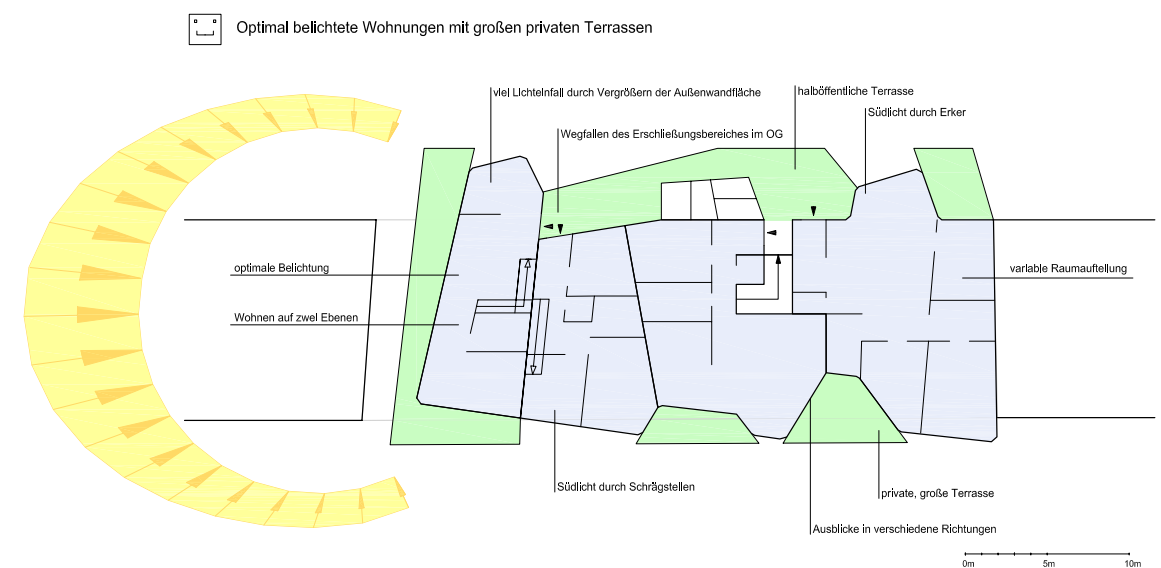 Optimal belichtete Wohnungen mit großen privaten Terrassen
viel LIchteinfall durch Vergrößern der Außenwandfläche
halböffentliche Terrasse
Südlicht durch Erker
Wegfallen des Erschließungsbereiches im OG
optimale Belichtung
variable Raumaufteilung
Wohnen auf zwei Ebenen
Südlicht durch Schrägstellen
private, große Terrasse
Ausblicke in verschiedene Richtungen
0m 5m 10m